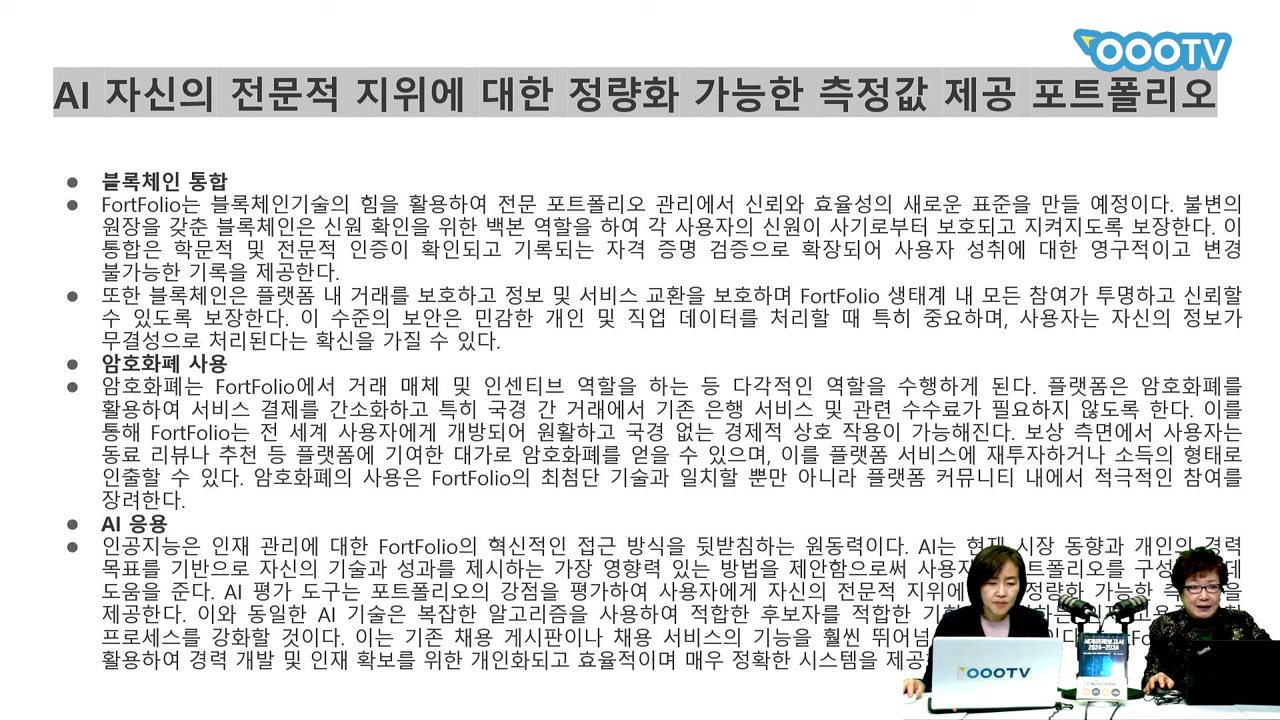 OOOTV
AI 자신의 전문적 지위에 대한 정량화 가능한 측정값 제공 포트폴리오
● 블록체인 통합
● FortFolio는 블록체인기술의 힘을 활용하여 전문 포트폴리오 관리에서 신뢰와 효율성의 새로운 표준을 만들 예정이다. 불변의
원장을 갖춘 블록체인은 신원 확인을 위한 백본 역할을 하여 각 사용자의 신원이 사기로부터 보호되고 지켜지도록 보장한다. 이
통합은 학문적 및 전문적 인증이 확인되고 기록되는 자격 증명 검증으로 확장되어 사용자 성취에 대한 영구적이고 변경
불가능한 기록을 제공한다.
● 또한 블록체인은 플랫폼 내 거래를 보호하고 정보 및 서비스 교환을 보호하며 FortFolio 생태계 내 모든 참여가 투명하고 신뢰할
수 있도록 보장한다. 이 수준의 보안은 민감한 개인 및 직업 데이터를 처리할 때 특히 중요하며, 사용자는 자신의 정보가
무결성으로 처리된다는 확신을 가질 수 있다.
● 암호화폐 사용
● 암호화폐는 FortFolio에서 거래 매체 및 인센티브 역할을 하는 등 다각적인 역할을 수행하게 된다. 플랫폼은 암호화폐를
활용하여 서비스 결제를 간소화하고 특히 국경 간 거래에서 기존 은행 서비스 및 관련 수수료가 필요하지 않도록 한다. 이를
통해 FortFolio는 전 세계 사용자에게 개방되어 원활하고 국경 없는 경제적 상호 작용이 가능해진다. 보상 측면에서 사용자는
동료 리뷰나 추천 등 플랫폼에 기여한 대가로 암호화폐를 얻을 수 있으며, 이를 플랫폼 서비스에 재투자하거나 소득의 형태로
인출할 수 있다. 암호화폐의 사용은 FortFolio의 최첨단 기술과 일치할 뿐만 아니라 플랫폼 커뮤니티 내에서 적극적인 참여를
장려한다.
● AI 응용
● 인공지능은 인재 관리에 대한 FortFolio의 혁신적인 접근 방식을 뒷받침하는 원동력이다. AI는 현재 시장 동향과 개인의 경력
목표를 기반으로 자신의 기술과 성과를 제시하는 가장 영향력 있는 방법을 제안함으로써
도움을 준다. AI 평가 도구는 포트폴리오의 강점을 평가하여 사용자에게 자신의 전문적 지위에 정량화 가능한
제공한다. 이와 동일한 AI 기술은 복잡한 알고리즘을 사용하여 적합한 후보자를 적합한
프로세스를 강화할 것이다. 이는 기존 채용 게시판이나 채용 서비스의 기능을 훨씬
활용하여 경력 개발 및 인재 확보를 위한 개인화되고 효율적이며 매우 정확한 시스템을
OOOTV
2024-2034